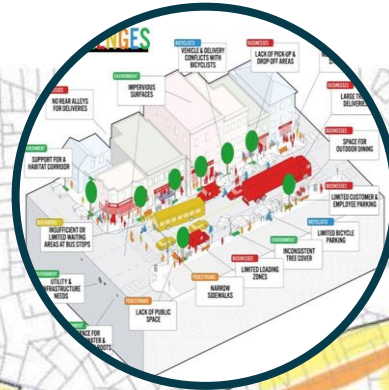 NGES
BICYCLISTS
VEHICLE & DELIVERY
CONFLICTS WITH
BICYCLISTS
BUSINESSES
LACK OF PICK-UP &
DROP-OFF AREAS
ENVIRONMENT
IMPERVIOUS
SURFACES
NO REAR ALLEYS
FOR DELIVERIES
BUSINESSES
LARGE
DELIVERIES
BUSINESSES
SPACE FOR
OUTDOOR DINING
SUPPORT FOR A
HABITAT CORRIDOR
BUSINESSES
LIMITED CUSTOMER &
EMPLOYEE PARKING
INSUFFICIENT OR
LIMITED WAITING
AREAS AT BUS STOPS
BICYCLISTS
LIMITED BICYCLE
PARKING
ENVIRONMENT
INCONSISTENT
TREE COVER
BUSINESSES
LIMITED LOADING
ZONES
PEDESTRIANS
NARROW
SIDEWALKS
UTILITY &
INFRASTRUCTURE
NEEDS
PEDESTRIANS
LACK OF PUBLIC
SPACE